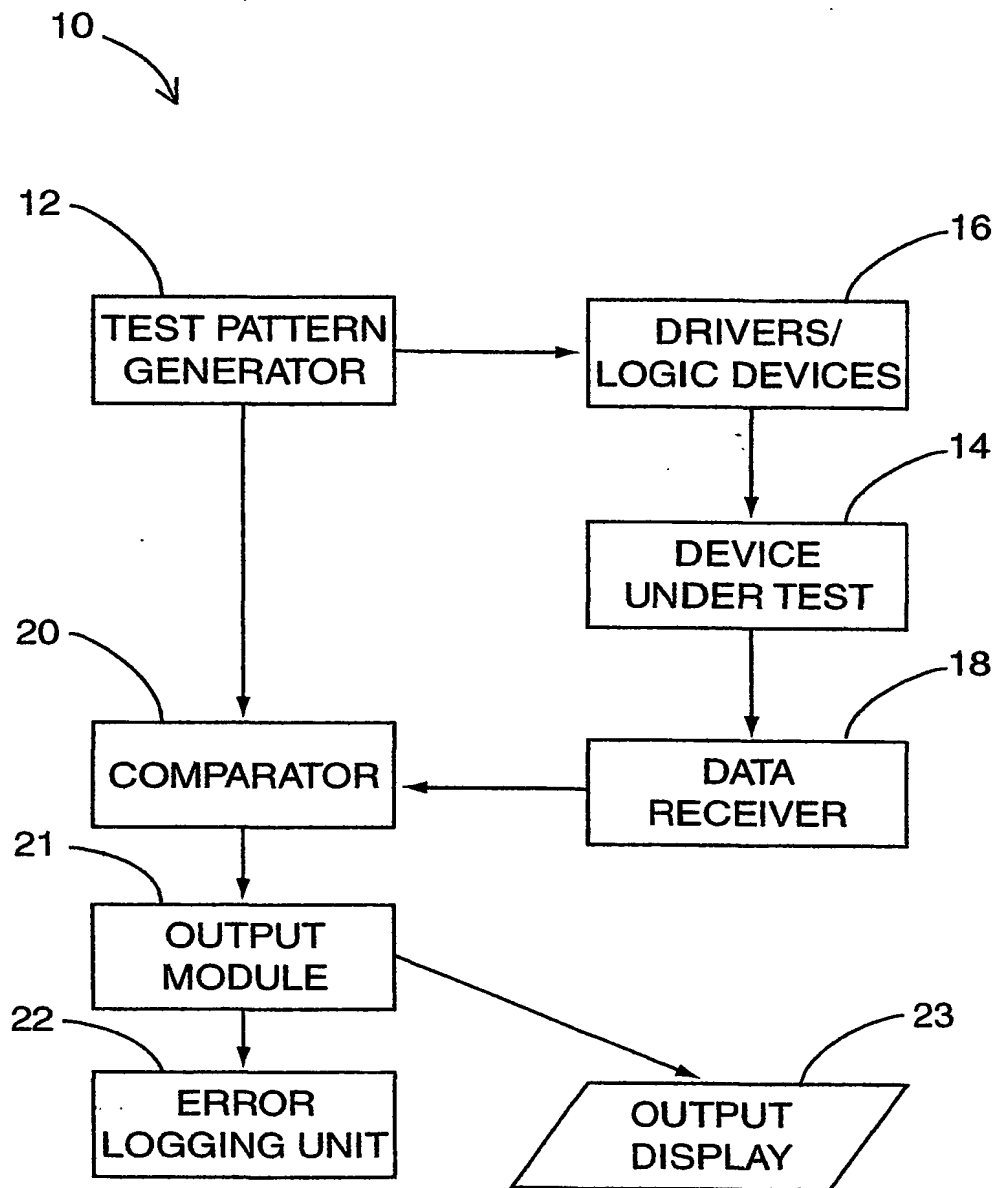 10
12
16
TEST PATTERN
GENERATOR
DRIVERS/
LOGIC DEVICES
14
DEVICE
UNDER TEST
20
18
COMPARATOR
DATA
RECEIVER
21
OUTPUT
MODULE
22
23
ERROR
LOGGING UNIT
OUTPUT
DISPLAY